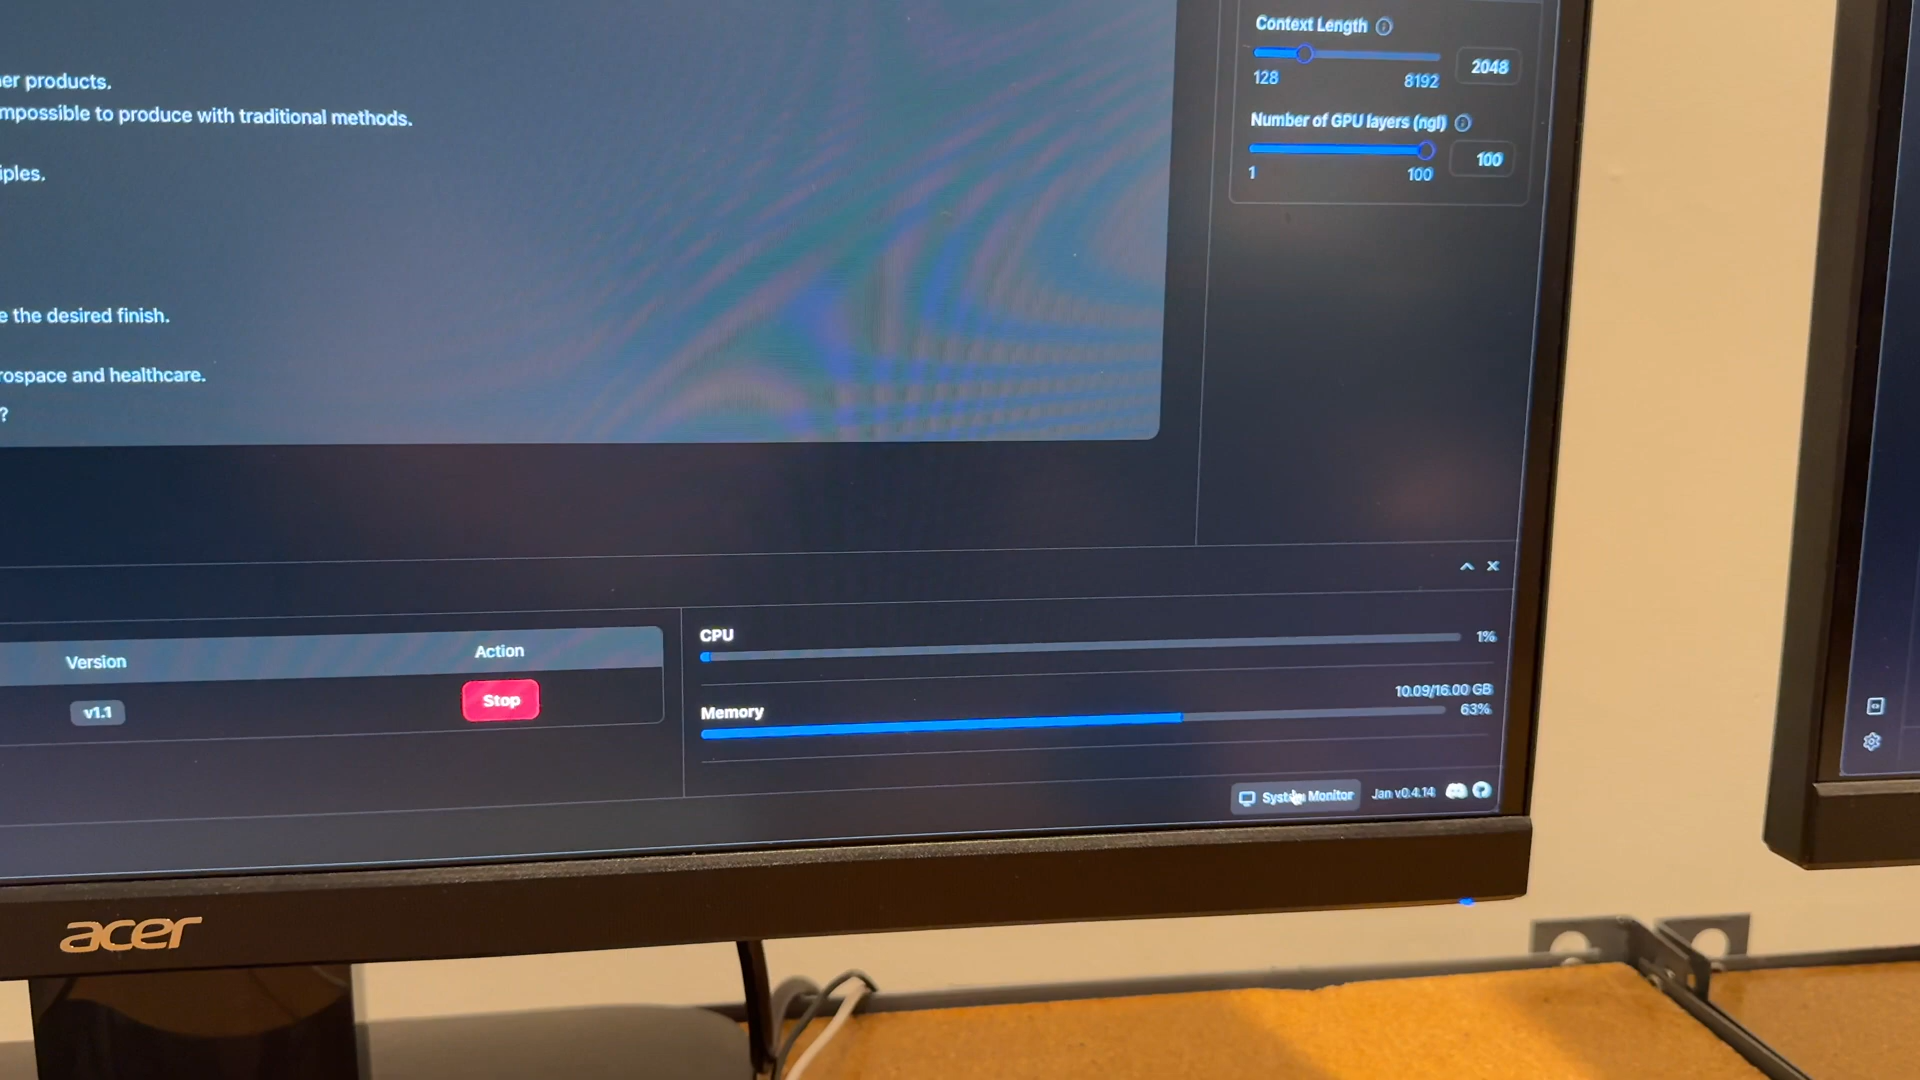 er products.
mpossible to produce with traditional methods.
iples.
e the desired finish.
rospace and healthcare.
?
Context Length
128
8192
2048
Number of GPU layers (ngl)
1
100
100
Version
Action
v1.1
Stop
CPU
1%
Memory
10.09/16.00 GB
63%
System Monitor
Jan v0.4.14
acer